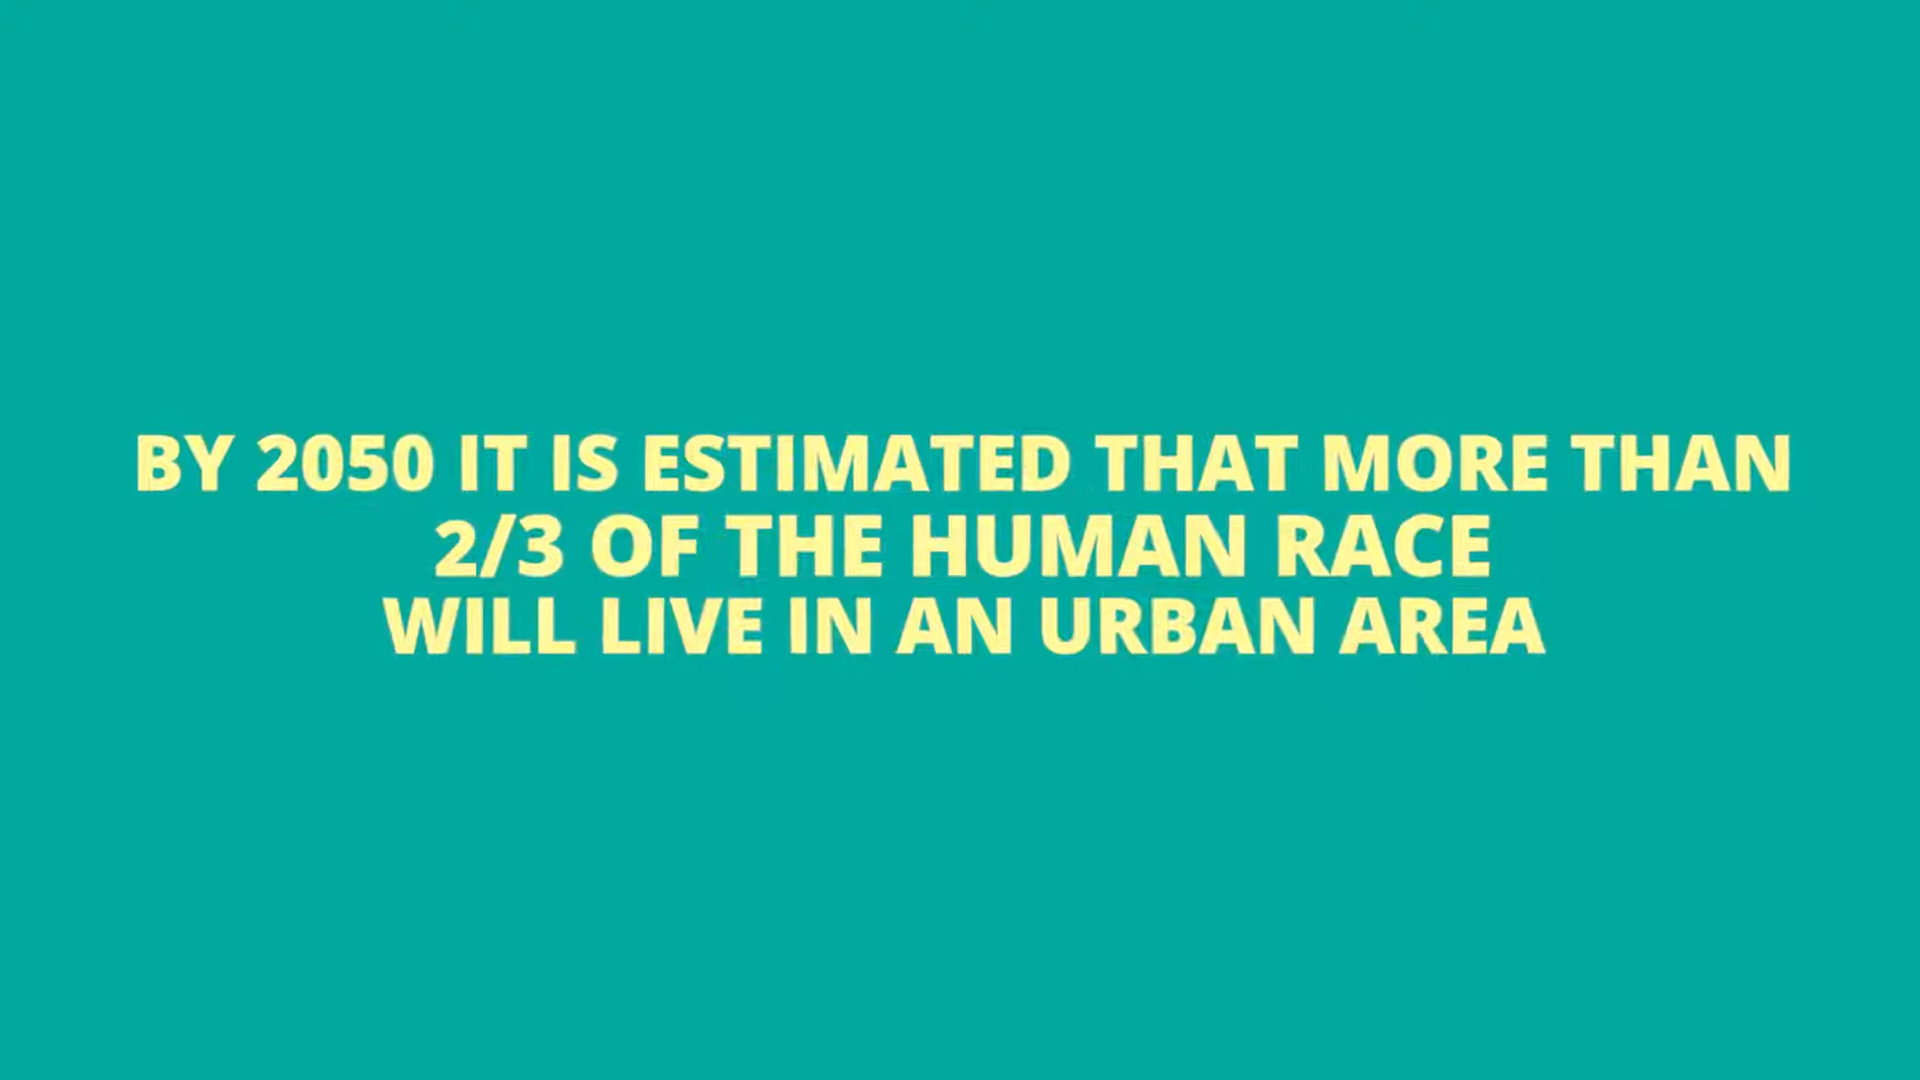 BY 2050 IT IS ESTIMATED THAT MORE THAN
2/3 OF THE HUMAN RACE
WILL LIVE IN AN URBAN AREA